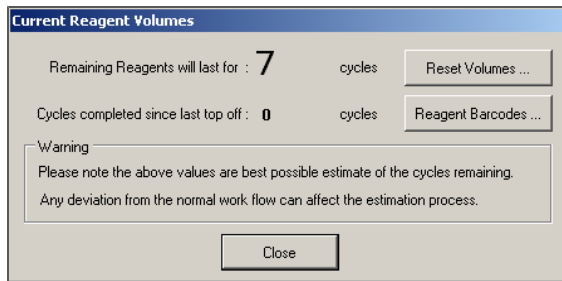 Current Reagent Volumes
Remaining Reagents will last for : 7 cycles Reset Volumes ...
Cycles completed since last top off : 0 cycles Reagent Barcodes ...
Warning
Please note the above values are best possible estimate of the cycles remaining.
Any deviation from the normal work flow can affect the estimation process.
Close